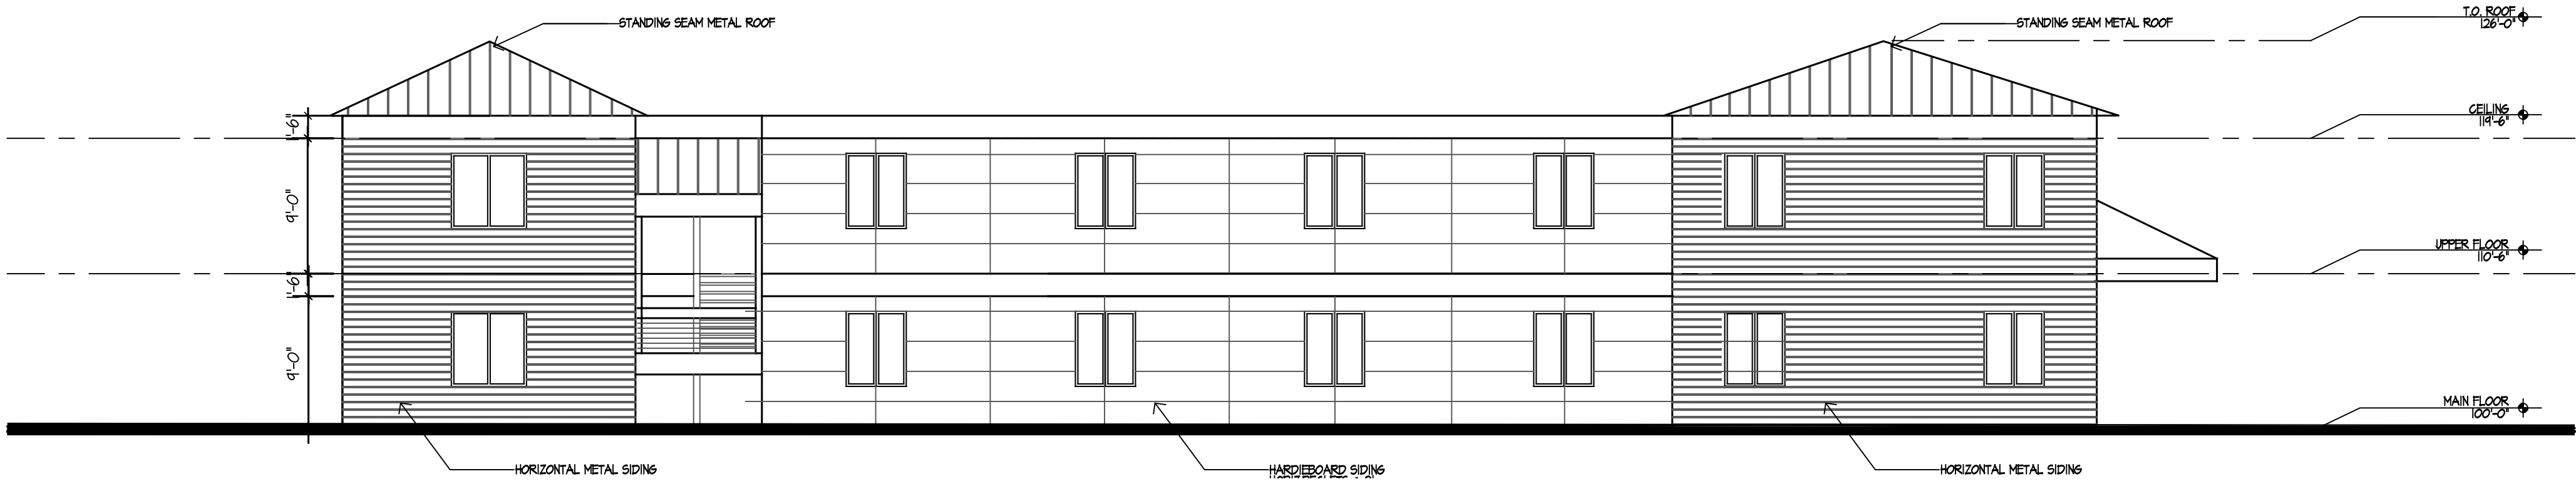 STANDING SEAM METAL ROOF
STANDING SEAM METAL ROOF
T.O. ROOF
126'-0"
CEILING
119'-6"
1'-6"
9'-0"
UPPER FLOOR
110'-6"
1'-6"
9'-0"
MAIN FLOOR
100'-0"
HORIZONTAL METAL SIDING
HARDIEBOARD SIDING
HORIZONTAL METAL SIDING